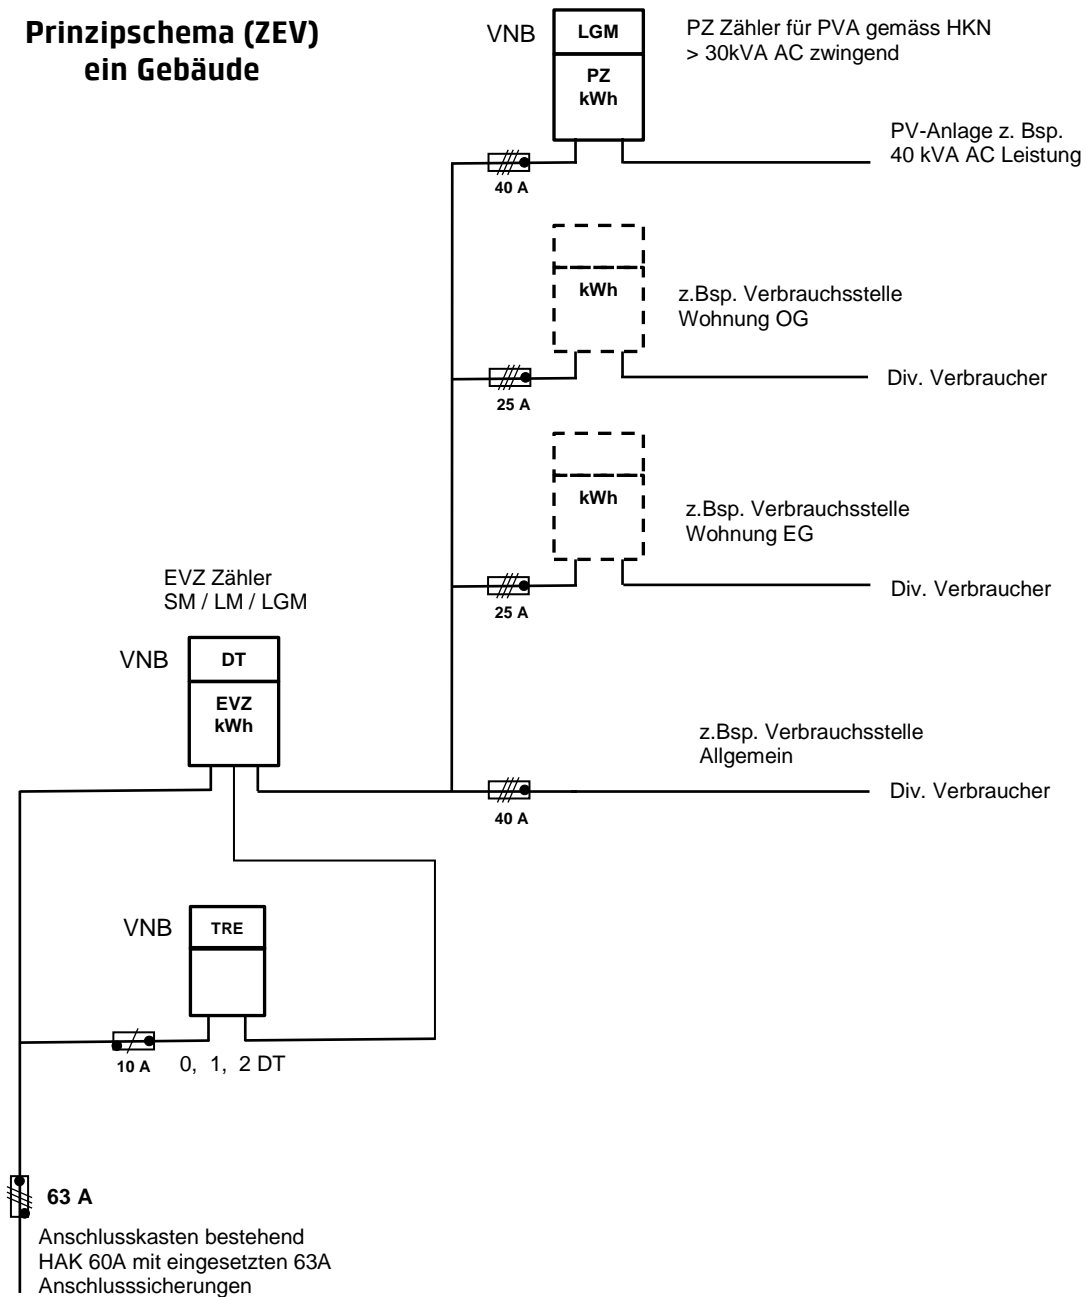 Prinzipschema (ZEV)
ein Gebäude
VNB
LGM
PZ
kWh
PZ Zähler für PVA gemäss HKN
> 30kVA AC zwingend
PV-Anlage z. Bsp.
40 kVA AC Leistung
40 A
kWh
z.Bsp. Verbrauchsstelle
Wohnung OG
25 A
Div. Verbraucher
kWh
z.Bsp. Verbrauchsstelle
Wohnung EG
25 A
Div. Verbraucher
EVZ Zähler
SM / LM / LGM
VNB
DT
EVZ
kWh
z.Bsp. Verbrauchsstelle
Allgemein
40 A
Div. Verbraucher
VNB
TRE
10 A
0, 1, 2 DT
63 A
Anschlusskasten bestehend
HAK 60A mit eingesetzten 63A
Anschlusssicherungen